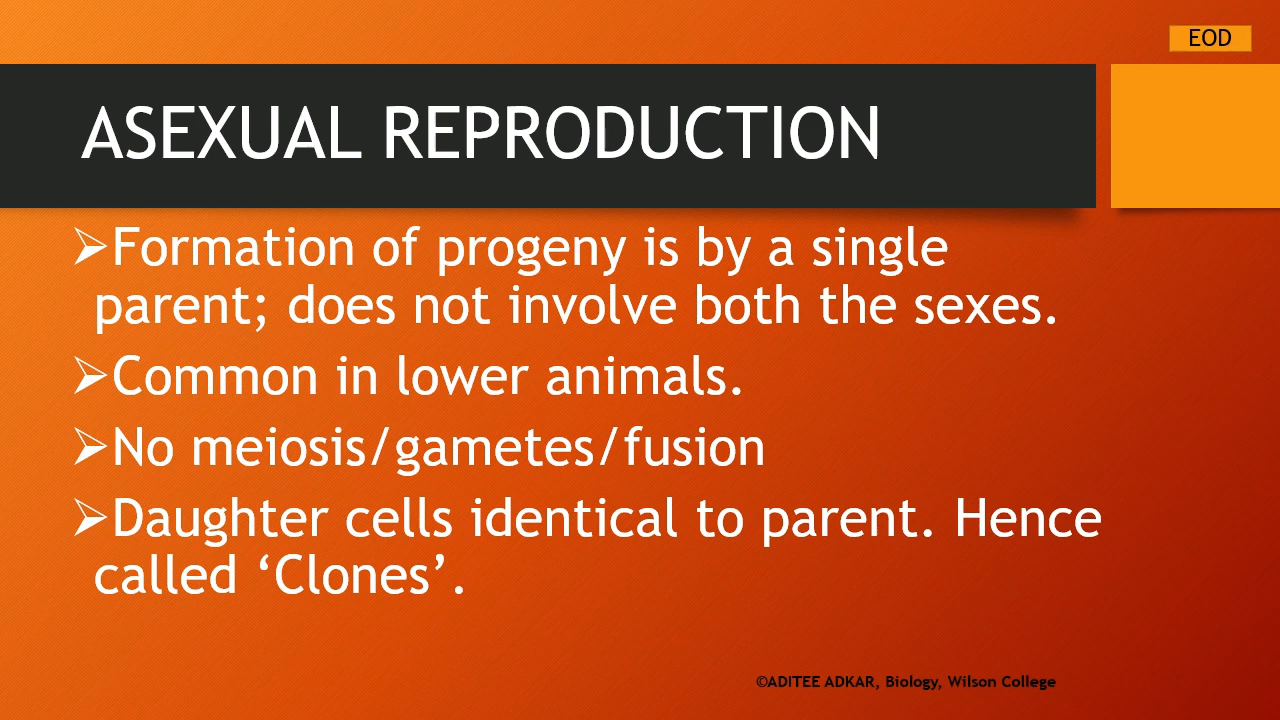 EOD
ASEXUAL REPRODUCTION
➢Formation of progeny is by a single
parent; does not involve both the sexes.
➢Common in lower animals.
➢No meiosis/gametes/fusion
➢Daughter cells identical to parent. Hence
called ‘Clones’.
©ADITEE ADKAR, Biology, Wilson College